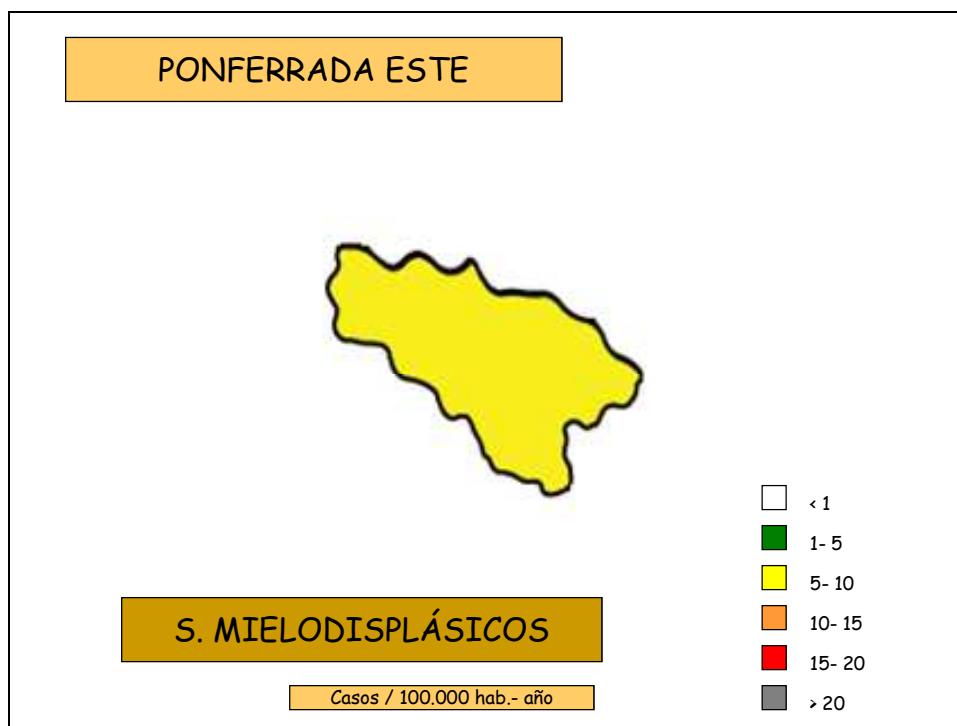 PONFERRADA ESTE
< 1
1- 5
5- 10
10- 15
15- 20
> 20
S. MIELODISPLÁSICOS
Casos / 100.000 hab.- año